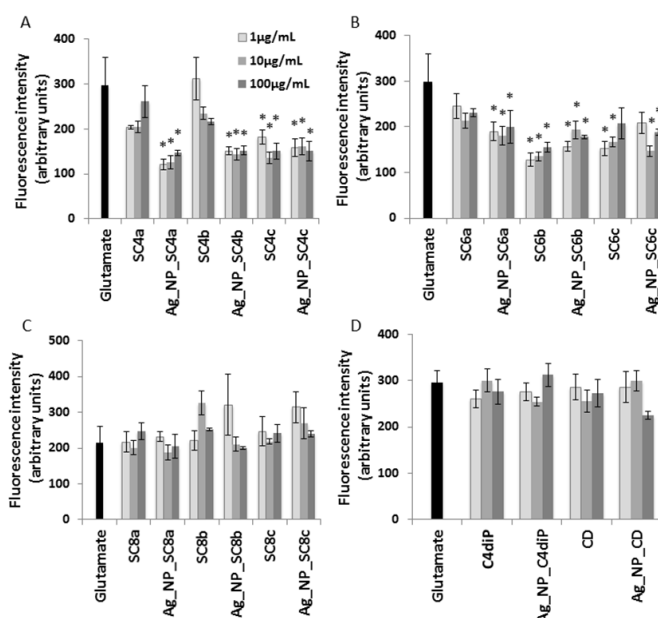 A
1µg/mL
10µg/mL
100µg/mL
Fluorescence intensity
(arbitrary units)
400
300
200
100
0
* * *
* * *
* * *
* * *
Glutamate
SC4a
Ag_NP_SC4a
SC4b
Ag_NP_SC4b
SC4c
Ag_NP_SC4c
B
Fluorescence intensity
(arbitrary units)
400
300
200
100
0
* * *
* * *
* * *
* *
* *
Glutamate
SC6a
Ag_NP_SC6a
SC6b
Ag_NP_SC6b
SC6c
Ag_NP_SC6c
C
Fluorescence intensity
(arbitrary units)
500
400
300
200
100
0
Glutamate
SC8a
Ag_NP_SC8a
SC8b
Ag_NP_SC8b
SC8c
Ag_NP_SC8c
D
Fluorescence intensity
(arbitrary units)
400
300
200
100
0
Glutamate
C4diP
Ag_NP_C4diP
CD
Ag_NP_CD